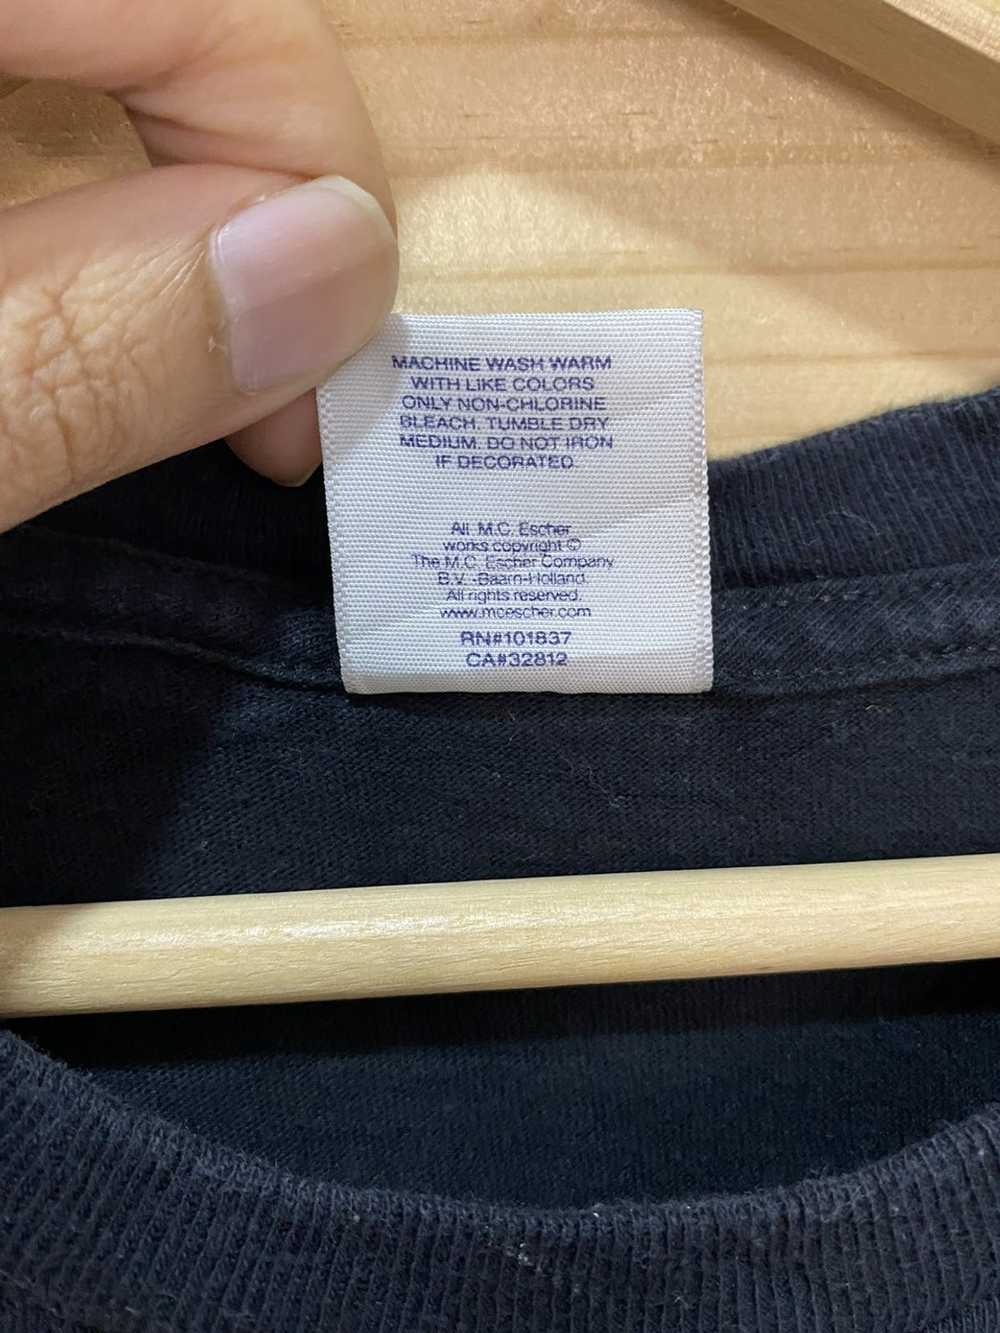 MACHINE WASH WARM
WITH LIKE COLORS
ONLY NON-CHLORINE
BLEACH. TUMBLE DRY
MEDIUM. DO NOT IRON
IF DECORATED.
All M.C. Escher
works copyright ©
The M.C. Escher Company
B.V. -Baarn-Holland.
All rights reserved.
www.mcescher.com
RN#101837
CA#32812